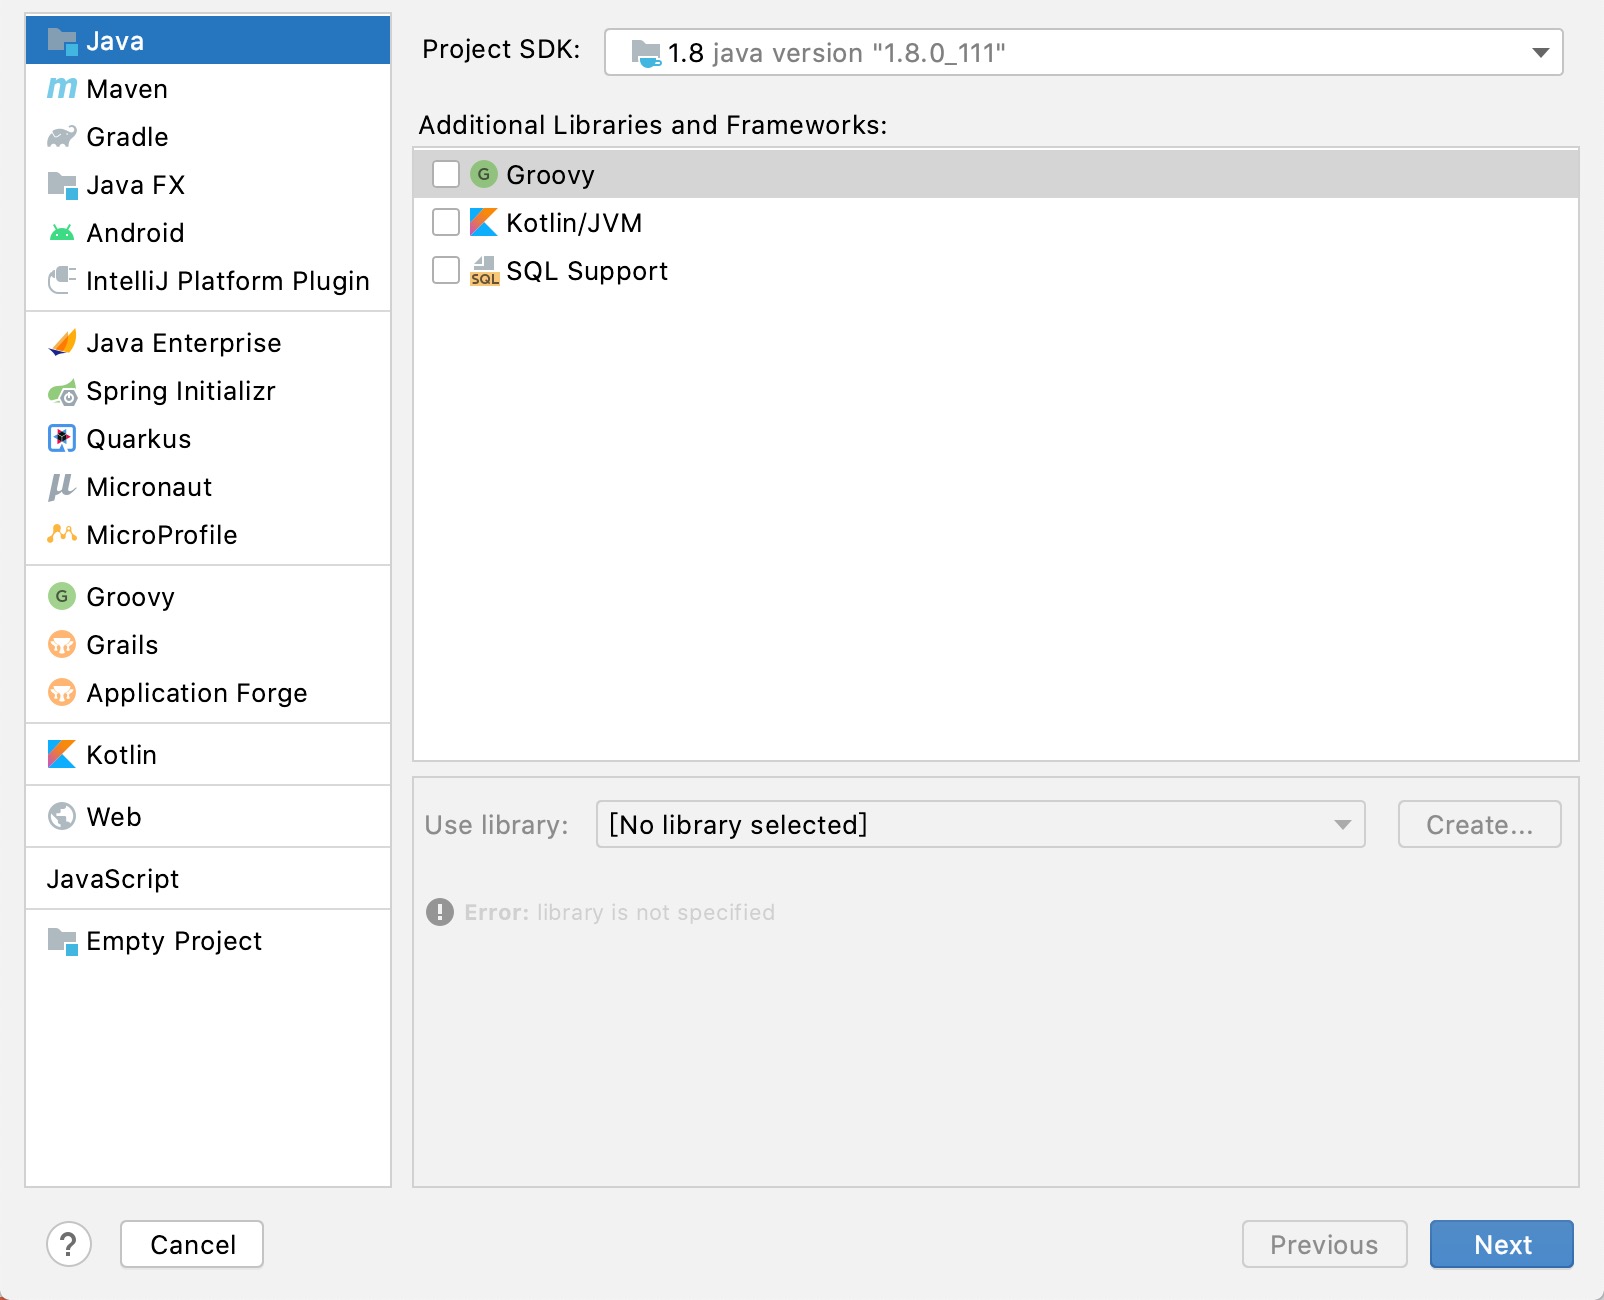 Java
Maven
Gradle
Java FX
Android
IntelliJ Platform Plugin
Java Enterprise
Spring Initializr
Quarkus
Micronaut
MicroProfile
G Groovy
Grails
Application Forge
Kotlin
Web
JavaScript
Empty Project
Project SDK: 1.8 java version "1.8.0_111"
Additional Libraries and Frameworks:
G Groovy
Kotlin/JVM
SQL SQL Support
Use library: [No library selected] Create...
Error: library is not specified
? Cancel Previous Next